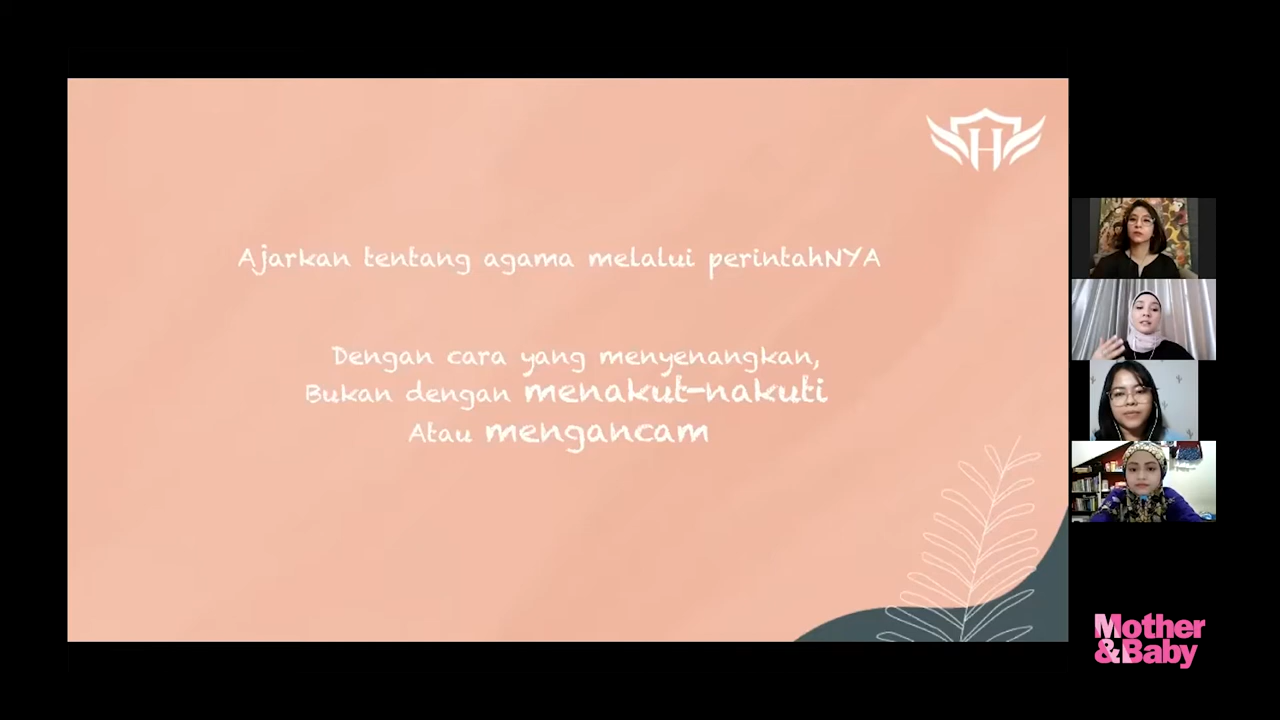 H
Ajarkan tentang agama melalui perintahNYA
Dengan cara yang menyenangkan,
Bukan dengan menakut-nakuti
Atau mengancam
Mother
&Baby